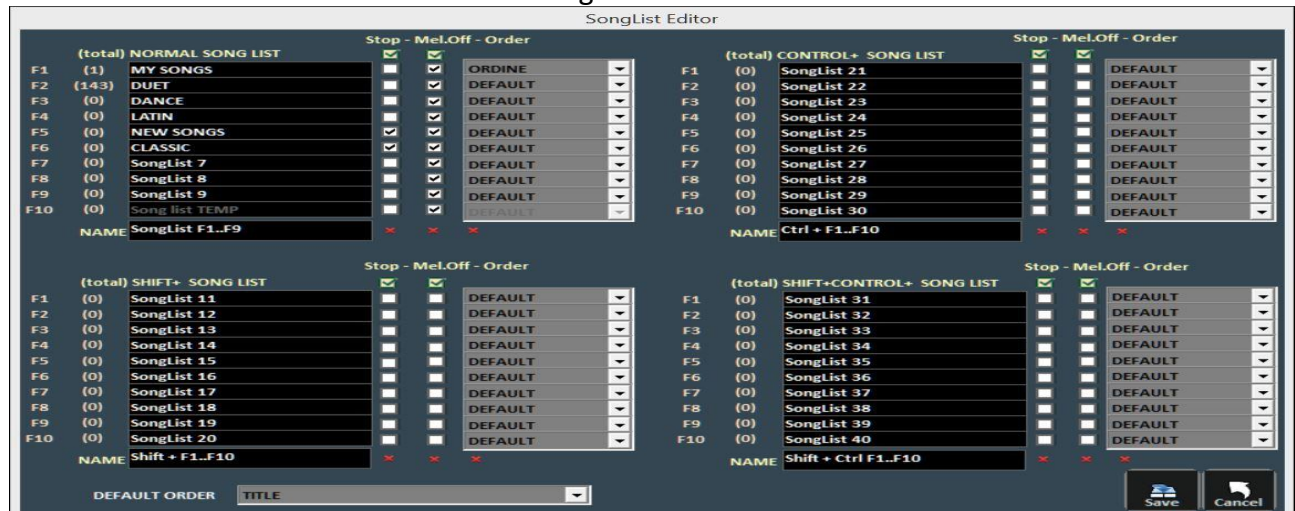 SongList Editor
Stop - Mel.Off - Order
(total) NORMAL SONG LIST
F1 (1) MY SONGS ORDINE
F2 (143) DUET DEFAULT
F3 (0) DANCE DEFAULT
F4 (0) LATIN DEFAULT
F5 (0) NEW SONGS DEFAULT
F6 (0) CLASSIC DEFAULT
F7 (0) SongList 7 DEFAULT
F8 (0) SongList 8 DEFAULT
F9 (0) SongList 9 DEFAULT
F10 (0) Song list TEMP DEFAULT
NAME SongList F1..F9
Stop - Mel.Off - Order
(total) CONTROL+ SONG LIST
F1 (0) SongList 21 DEFAULT
F2 (0) SongList 22 DEFAULT
F3 (0) SongList 23 DEFAULT
F4 (0) SongList 24 DEFAULT
F5 (0) SongList 25 DEFAULT
F6 (0) SongList 26 DEFAULT
F7 (0) SongList 27 DEFAULT
F8 (0) SongList 28 DEFAULT
F9 (0) SongList 29 DEFAULT
F10 (0) SongList 30 DEFAULT
NAME Ctrl + F1..F10
Stop - Mel.Off - Order
(total) SHIFT+ SONG LIST
F1 (0) SongList 11 DEFAULT
F2 (0) SongList 12 DEFAULT
F3 (0) SongList 13 DEFAULT
F4 (0) SongList 14 DEFAULT
F5 (0) SongList 15 DEFAULT
F6 (0) SongList 16 DEFAULT
F7 (0) SongList 17 DEFAULT
F8 (0) SongList 18 DEFAULT
F9 (0) SongList 19 DEFAULT
F10 (0) SongList 20 DEFAULT
NAME Shift + F1..F10
Stop - Mel.Off - Order
(total) SHIFT+CONTROL+ SONG LIST
F1 (0) SongList 31 DEFAULT
F2 (0) SongList 32 DEFAULT
F3 (0) SongList 33 DEFAULT
F4 (0) SongList 34 DEFAULT
F5 (0) SongList 35 DEFAULT
F6 (0) SongList 36 DEFAULT
F7 (0) SongList 37 DEFAULT
F8 (0) SongList 38 DEFAULT
F9 (0) SongList 39 DEFAULT
F10 (0) SongList 40 DEFAULT
NAME Shift + Ctrl F1..F10
DEFAULT ORDER TITLE
Save Cancel